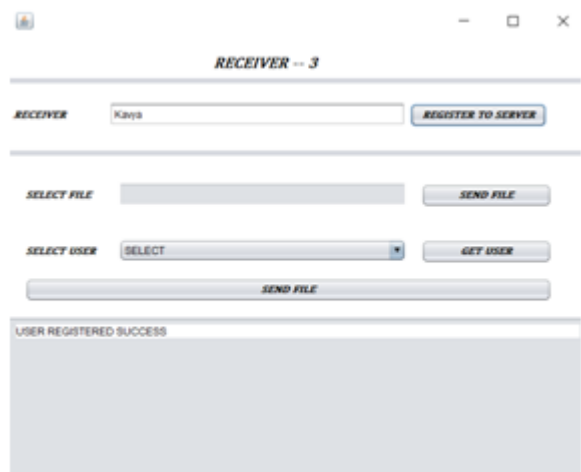 RECEIVER -- 3
RECEIVER Kavya REGISTER TO SERVER
SELECT FILE SEND FILE
SELECT USER SELECT GET USER
SEND FILE
USER REGISTERED SUCCESS